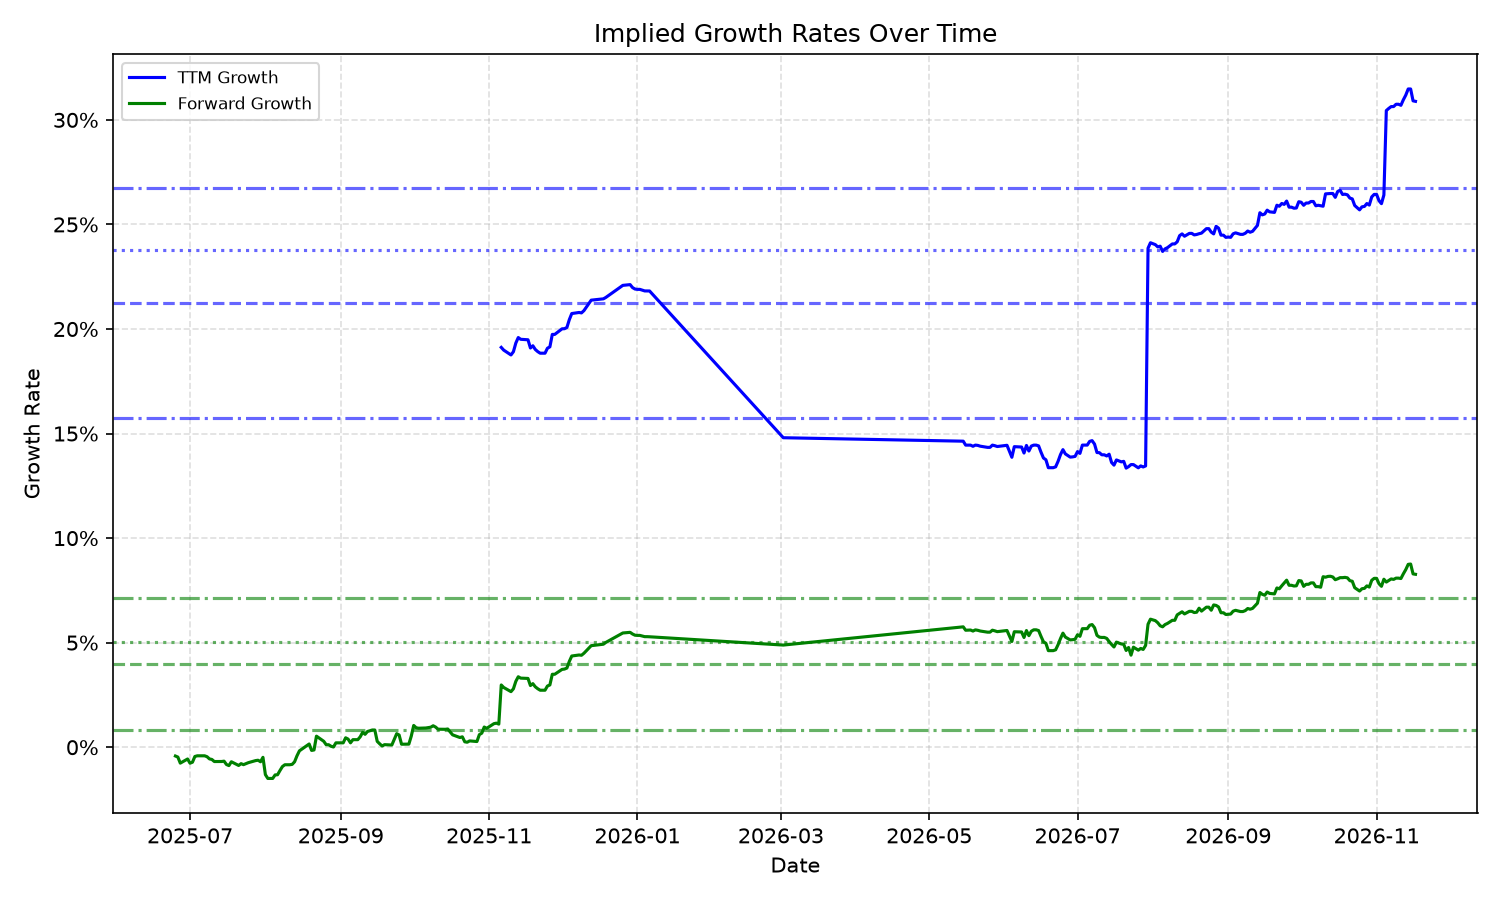 Implied Growth Rates Over Time
TTM Growth
Forward Growth
30%
25%
20%
15%
10%
5%
0%
Growth Rate
2025-07 2025-09 2025-11 2026-01 2026-03 2026-05 2026-07 2026-09 2026-11
Date